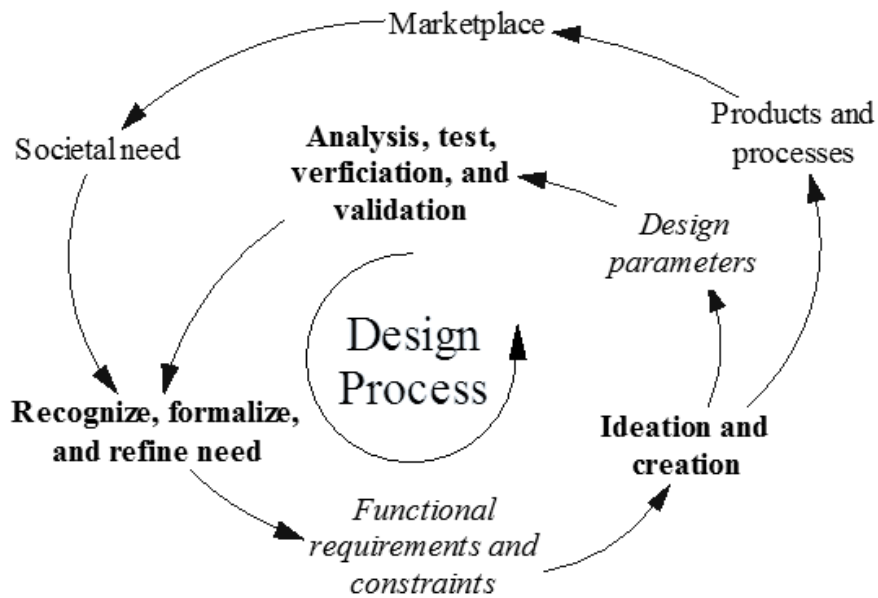 Marketplace
Societal need
Analysis, test,
verficiation, and
validation
Products and
processes
Design
parameters
Design
Process
Recognize, formalize,
and refine need
Ideation and
creation
Functional
requirements and
constraints